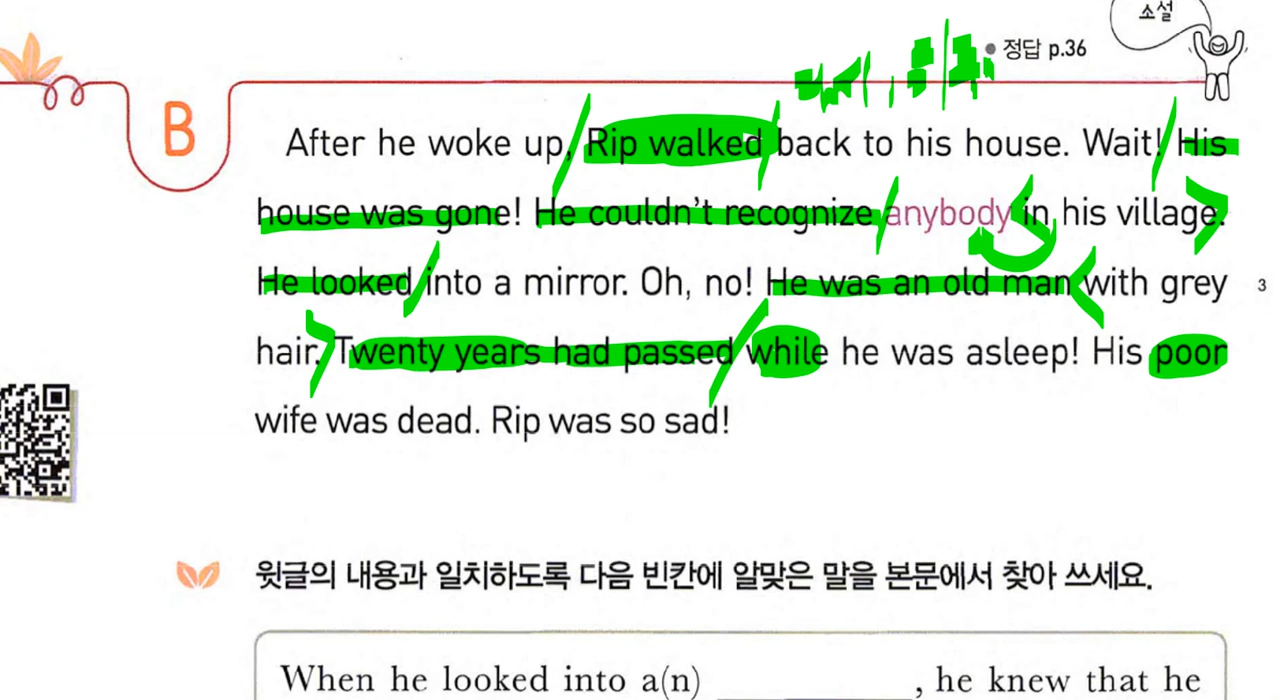 소설
정답 p.36
B
After he woke up, Rip walked back to his house. Wait! His
house was gone! He couldn't recognize anybody in his village.
He looked into a mirror. Oh, no! He was an old man with grey
3
hair. Twenty years had passed while he was asleep! His poor
wife was dead. Rip was so sad!
윗글의 내용과 일치하도록 다음 빈칸에 알맞은 말을 본문에서 찾아 쓰세요.
When he looked into a(n) ____________, he knew that he